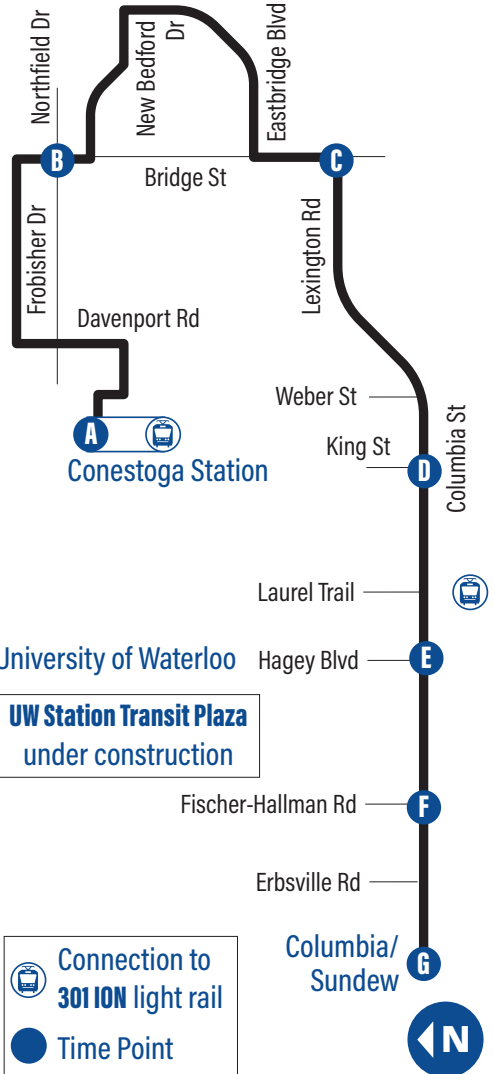 Northfield Dr
New Bedford
Dr
Eastbridge Blvd
B
C
Bridge St
Frobisher Dr
Lexington Rd
Davenport Rd
Weber St
A
Conestoga Station
King St
D
Columbia St
Laurel Trail
University of Waterloo
Hagey Blvd
E
UW Station Transit Plaza
under construction
Fischer-Hallman Rd
F
Erbsville Rd
Columbia/
Sundew
G
Connection to
301 ION light rail
Time Point
N